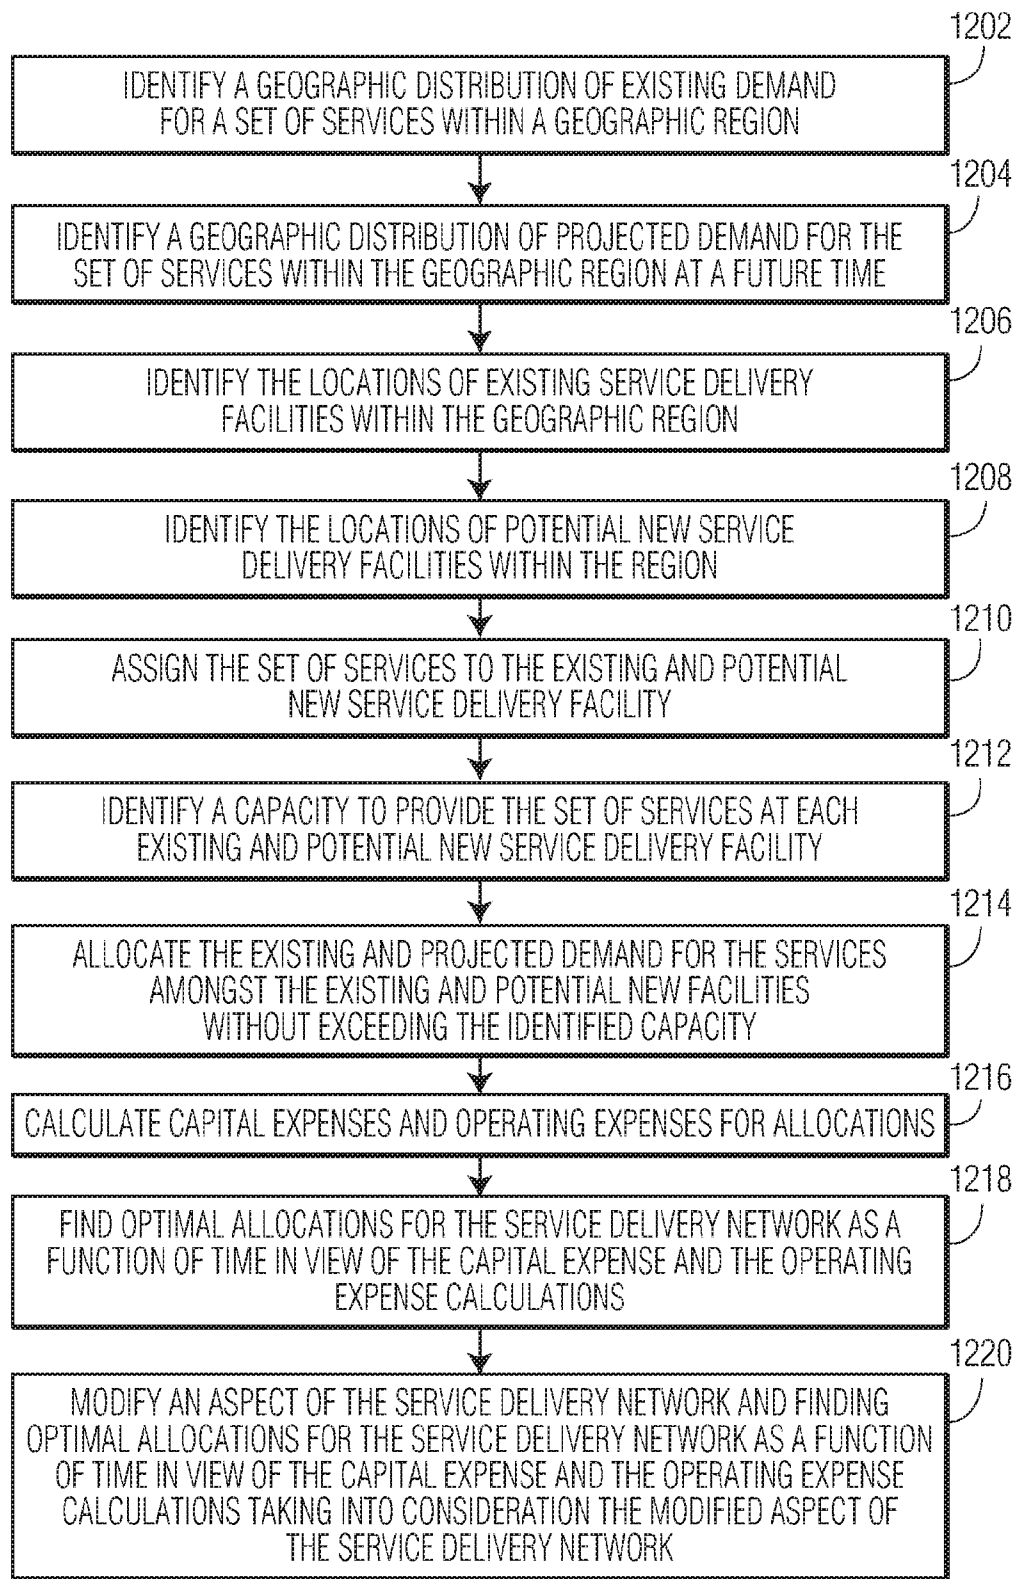 1202
IDENTIFY A GEOGRAPHIC DISTRIBUTION OF EXISTING DEMAND
FOR A SET OF SERVICES WITHIN A GEOGRAPHIC REGION
1204
IDENTIFY A GEOGRAPHIC DISTRIBUTION OF PROJECTED DEMAND FOR THE
SET OF SERVICES WITHIN THE GEOGRAPHIC REGION AT A FUTURE TIME
1206
IDENTIFY THE LOCATIONS OF EXISTING SERVICE DELIVERY
FACILITIES WITHIN THE GEOGRAPHIC REGION
1208
IDENTIFY THE LOCATIONS OF POTENTIAL NEW SERVICE
DELIVERY FACILITIES WITHIN THE REGION
1210
ASSIGN THE SET OF SERVICES TO THE EXISTING AND POTENTIAL
NEW SERVICE DELIVERY FACILITY
1212
IDENTIFY A CAPACITY TO PROVIDE THE SET OF SERVICES AT EACH
EXISTING AND POTENTIAL NEW SERVICE DELIVERY FACILITY
1214
ALLOCATE THE EXISTING AND PROJECTED DEMAND FOR THE SERVICES
AMONGST THE EXISTING AND POTENTIAL NEW FACILITIES
WITHOUT EXCEEDING THE IDENTIFIED CAPACITY
1216
CALCULATE CAPITAL EXPENSES AND OPERATING EXPENSES FOR ALLOCATIONS
1218
FIND OPTIMAL ALLOCATIONS FOR THE SERVICE DELIVERY NETWORK AS A
FUNCTION OF TIME IN VIEW OF THE CAPITAL EXPENSE AND THE OPERATING
EXPENSE CALCULATIONS
1220
MODIFY AN ASPECT OF THE SERVICE DELIVERY NETWORK AND FINDING
OPTIMAL ALLOCATIONS FOR THE SERVICE DELIVERY NETWORK AS A FUNCTION
OF TIME IN VIEW OF THE CAPITAL EXPENSE AND THE OPERATING EXPENSE
CALCULATIONS TAKING INTO CONSIDERATION THE MODIFIED ASPECT OF
THE SERVICE DELIVERY NETWORK